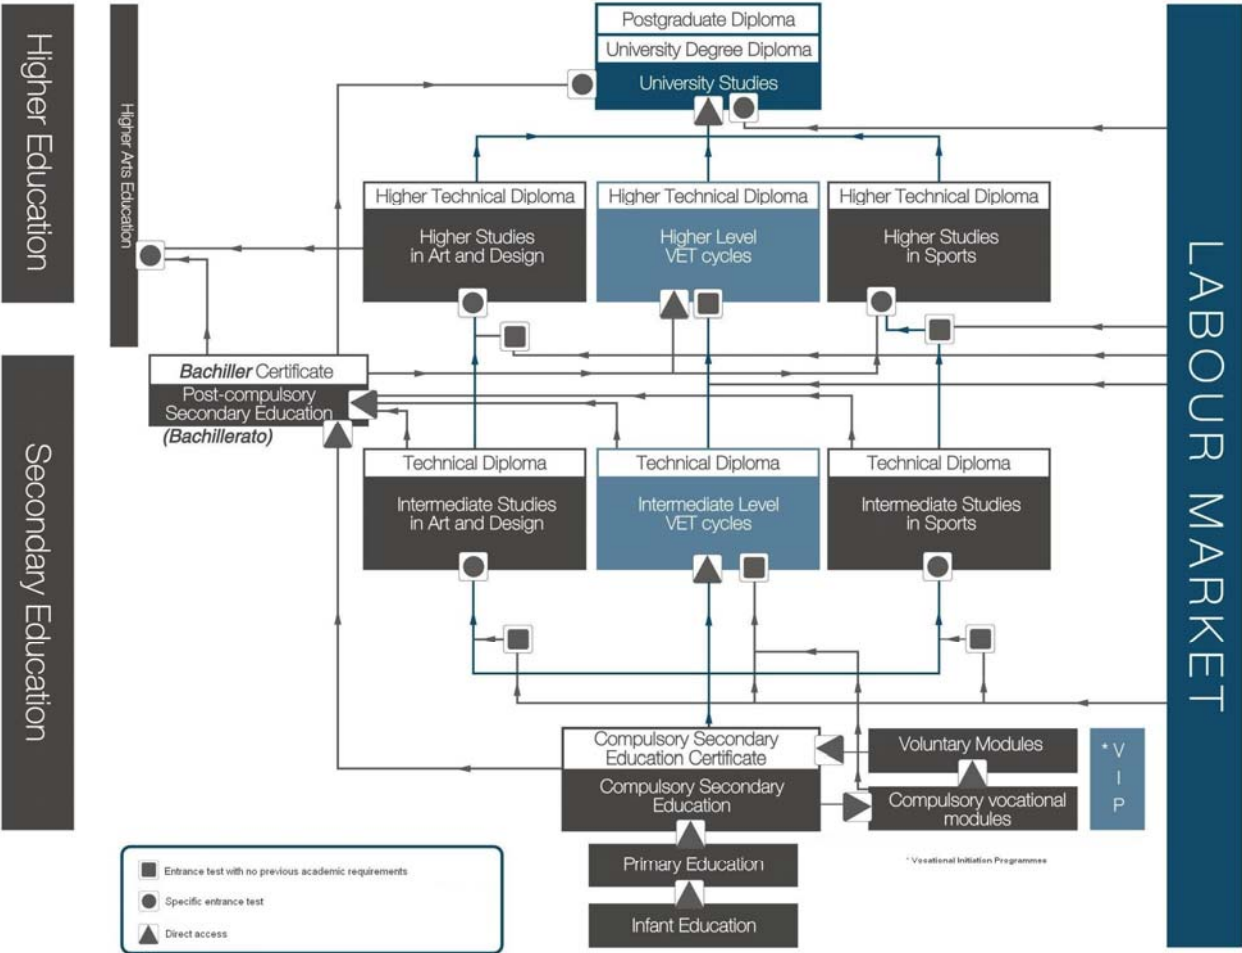 Higher Education
Secondary Education
Higher Arts Education
Postgraduate Diploma
University Degree Diploma
University Studies
Higher Technical Diploma
Higher Studies
in Art and Design
Higher Technical Diploma
Higher Level
VET cycles
Higher Technical Diploma
Higher Studies
in Sports
Bachiller Certificate
Post-compulsory
Secondary Education
(Bachillerato)
Technical Diploma
Intermediate Studies
in Art and Design
Technical Diploma
Intermediate Level
VET cycles
Technical Diploma
Intermediate Studies
in Sports
Compulsory Secondary
Education Certificate
Compulsory Secondary
Education
Voluntary Modules
Compulsory vocational
modules
* V
I
P
Primary Education
Infant Education
* Vocational Initiation Programmes
LABOUR MARKET
Entrance test with no previous academic requirements
Specific entrance test
Direct access